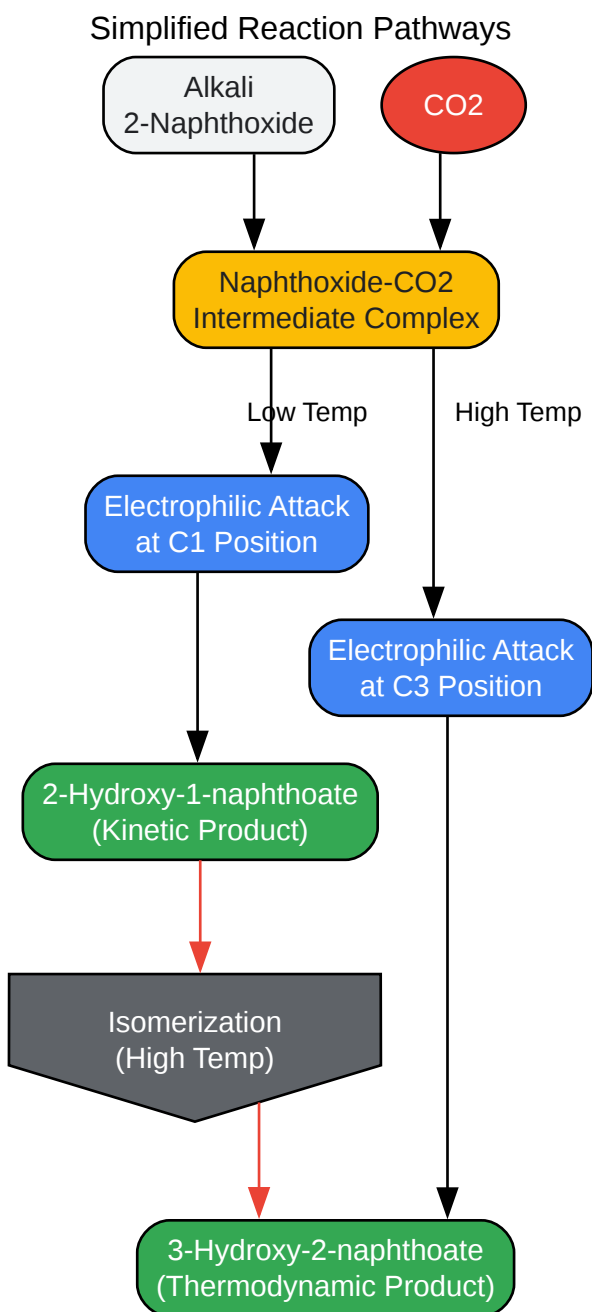 Simplified Reaction Pathways
Alkali
2-Naphthoxide
CO2
Naphthoxide-CO2
Intermediate Complex
Low Temp
High Temp
Electrophilic Attack
at C1 Position
Electrophilic Attack
at C3 Position
2-Hydroxy-1-naphthoate
(Kinetic Product)
Isomerization
(High Temp)
3-Hydroxy-2-naphthoate
(Thermodynamic Product)